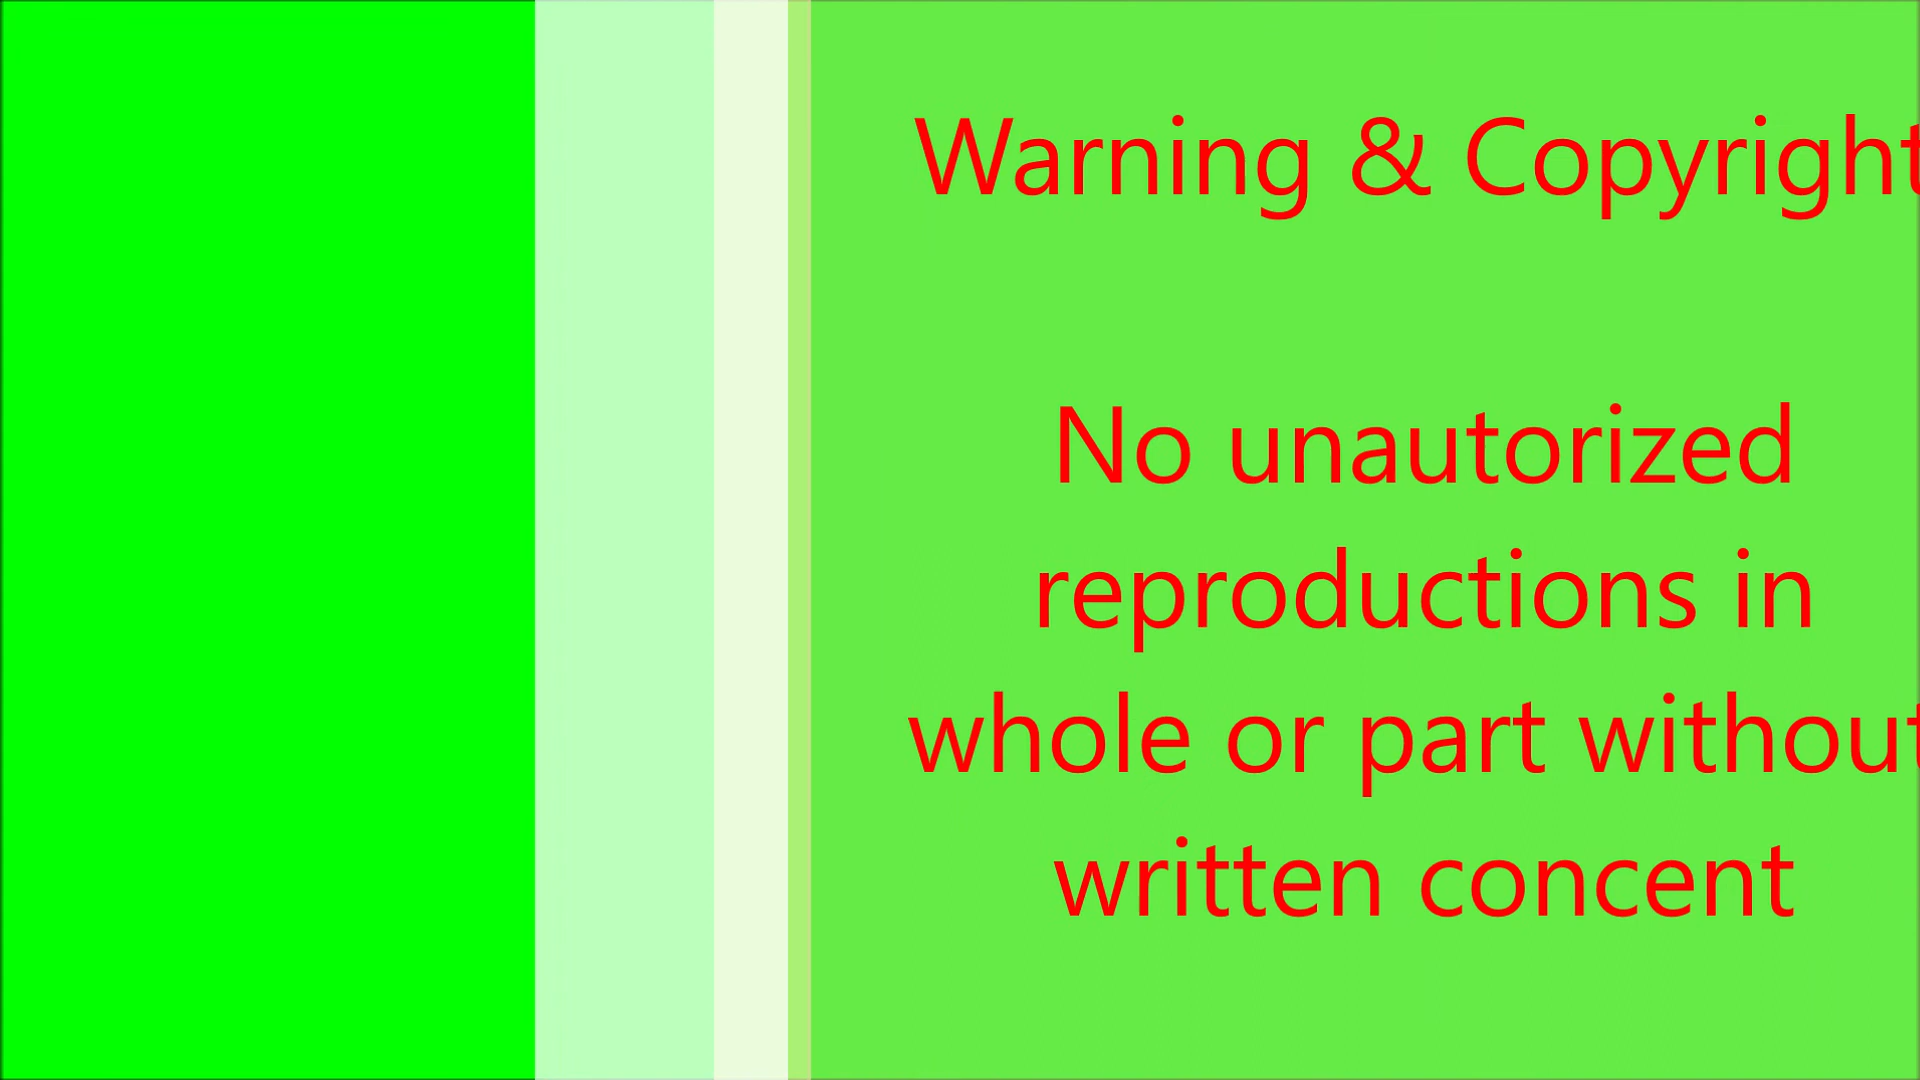 Warning & Copyright
No unautorized
reproductions in
whole or part without
written concent